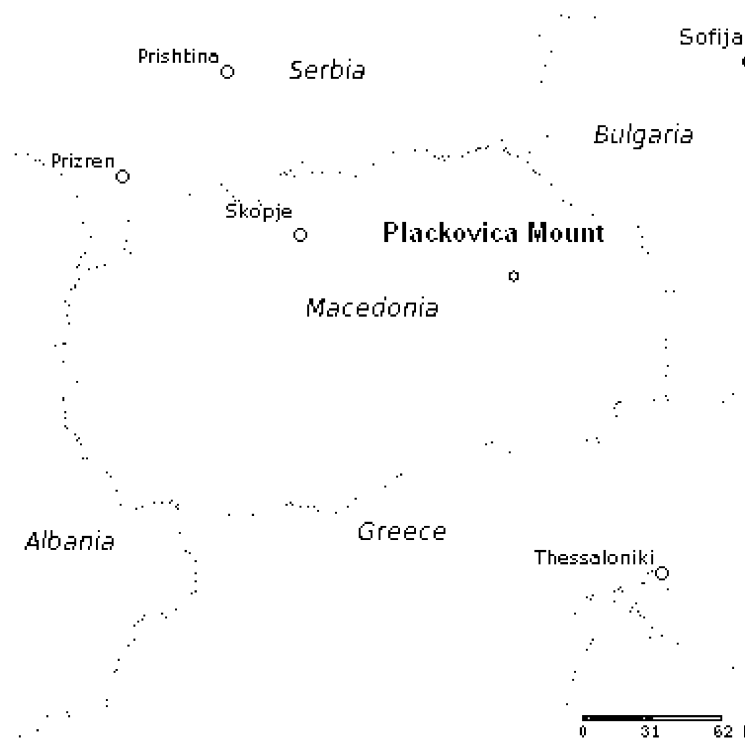 Sofija
Prishtina
Serbia
Bulgaria
Prizren
Skopje
Plackovica Mount
Macedonia
Albania
Greece
Thessaloniki
0 31 62